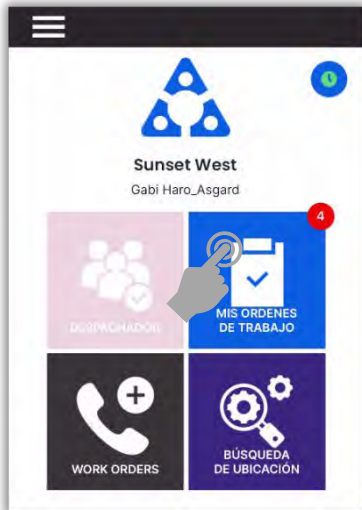 Sunset West
Gabi Haro_Asgard
4
DESPACHADOR
MIS ORDENES
DE TRABAJO
WORK ORDERS
BÚSQUEDA
DE UBICACIÓN